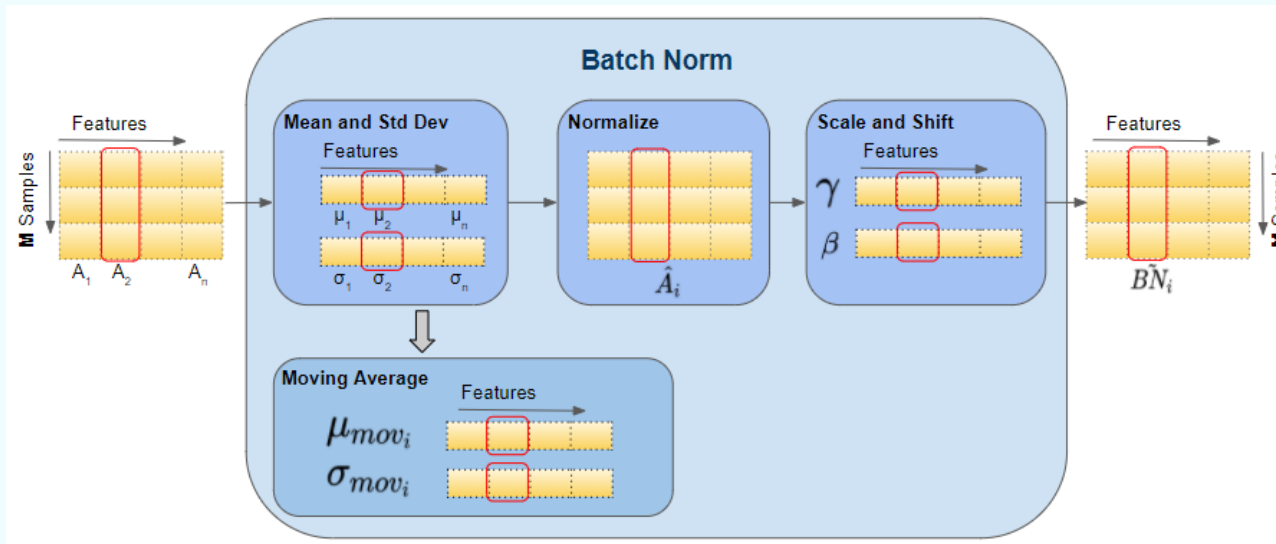 Batch Norm
Features
M Samples
A₁ A₂ Aₙ
Mean and Std Dev
Features
μ₁ μ₂ μₙ
σ₁ σ₂ σₙ
Normalize
Âᵢ
Scale and Shift
Features
γ
β
Features
BÑᵢ
Moving Average
Features
μmovᵢ
σmovᵢ